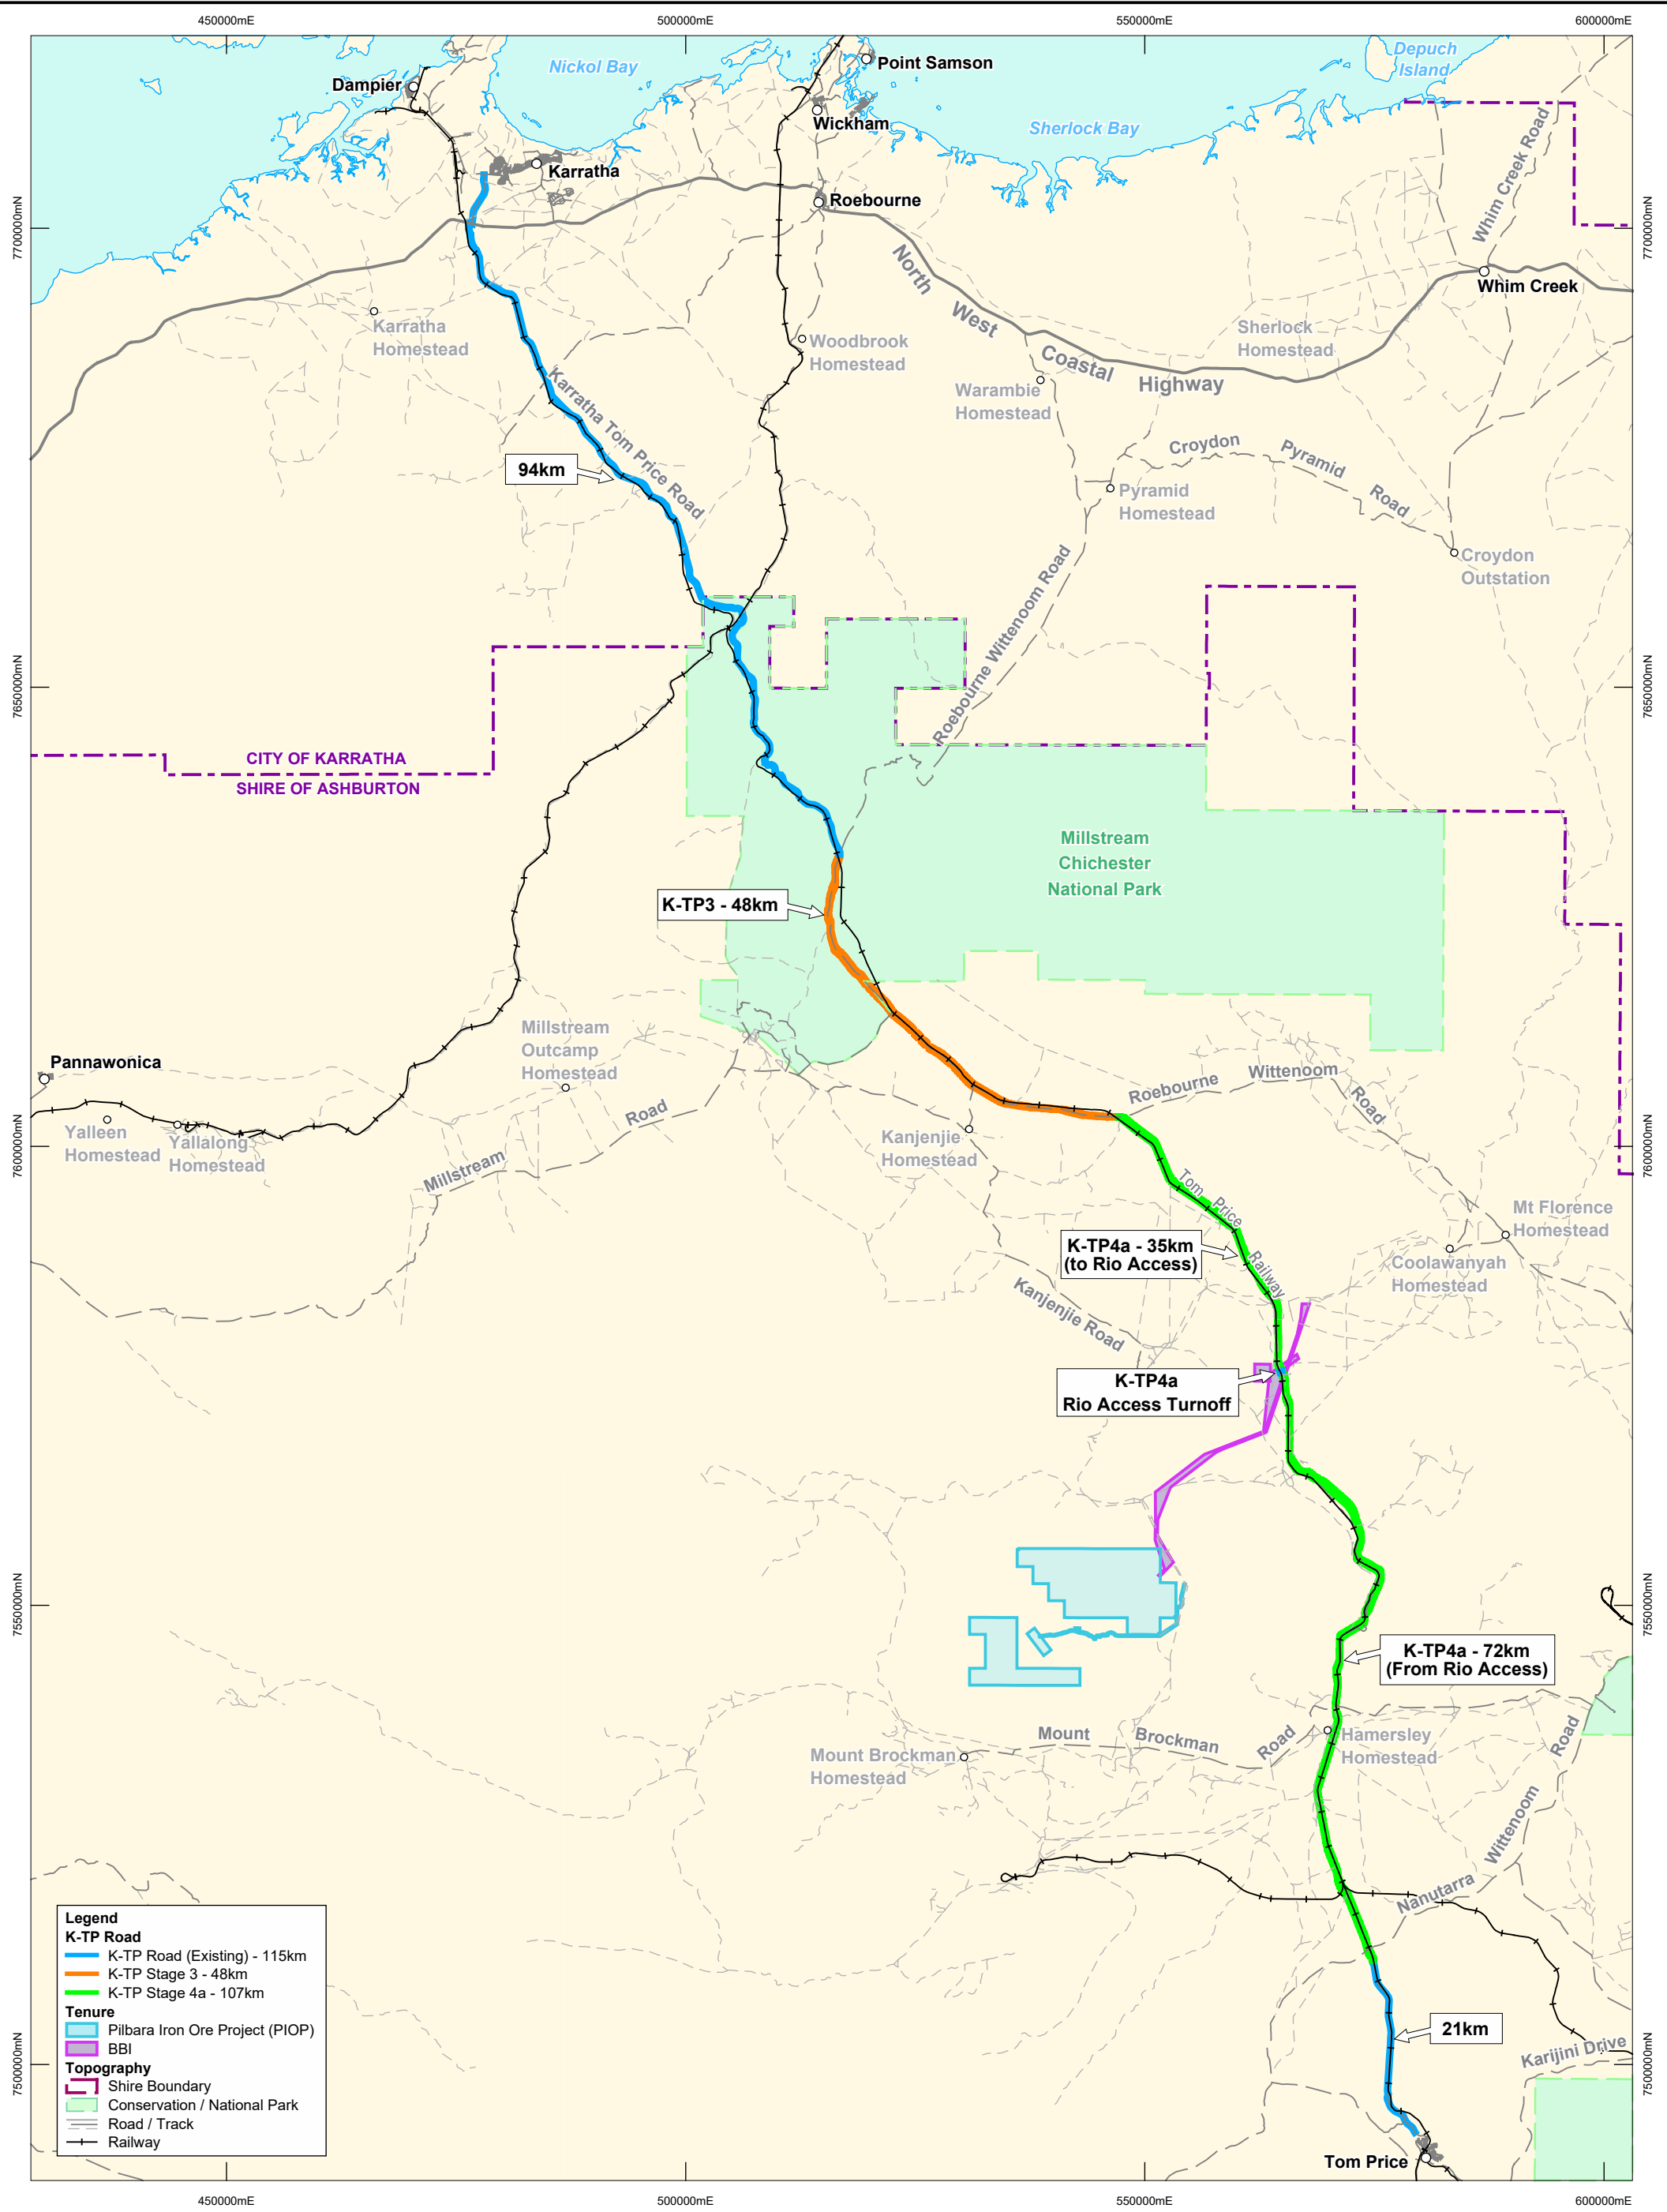 450000mE
500000mE
550000mE
600000mE
Depuch
Island
Nickol Bay
Point Samson
Dampier
Wickham
Sherlock Bay
Whim Creek Road
Karratha
Roebourne
7700000mN
7700000mN
North
West
Coastal
Highway
Whim Creek
Karratha
Homestead
Woodbrook
Homestead
Sherlock
Homestead
Warambie
Homestead
Karratha Tom Price Road
94km
Croydon
Pyramid
Road
Pyramid
Homestead
Croydon
Outstation
Roebourne Wittenoom Road
7650000mN
7650000mN
CITY OF KARRATHA
SHIRE OF ASHBURTON
Millstream
Chichester
National Park
K-TP3 - 48km
Millstream
Outcamp
Homestead
Pannawonica
Roebourne
Wittenoom
Road
Yalleen
Homestead
Yallalong
Homestead
Millstream
Road
Kanjenjie
Homestead
7600000mN
7600000mN
Tom
Price
Railway
Mt Florence
Homestead
K-TP4a - 35km
(to Rio Access)
Coolawanyah
Homestead
Kanjenjie Road
K-TP4a
Rio Access Turnoff
7550000mN
7550000mN
K-TP4a - 72km
(From Rio Access)
Mount
Brockman
Road
Hamersley
Homestead
Mount Brockman
Homestead
Road
Wittenoom
Nanutarra
Legend
K-TP Road
K-TP Road (Existing) - 115km
K-TP Stage 3 - 48km
K-TP Stage 4a - 107km
Tenure
Pilbara Iron Ore Project (PIOP)
BBI
Topography
Shire Boundary
Conservation / National Park
Road / Track
Railway
21km
Karijini Drive
7500000mN
7500000mN
Tom Price
450000mE
500000mE
550000mE
600000mE